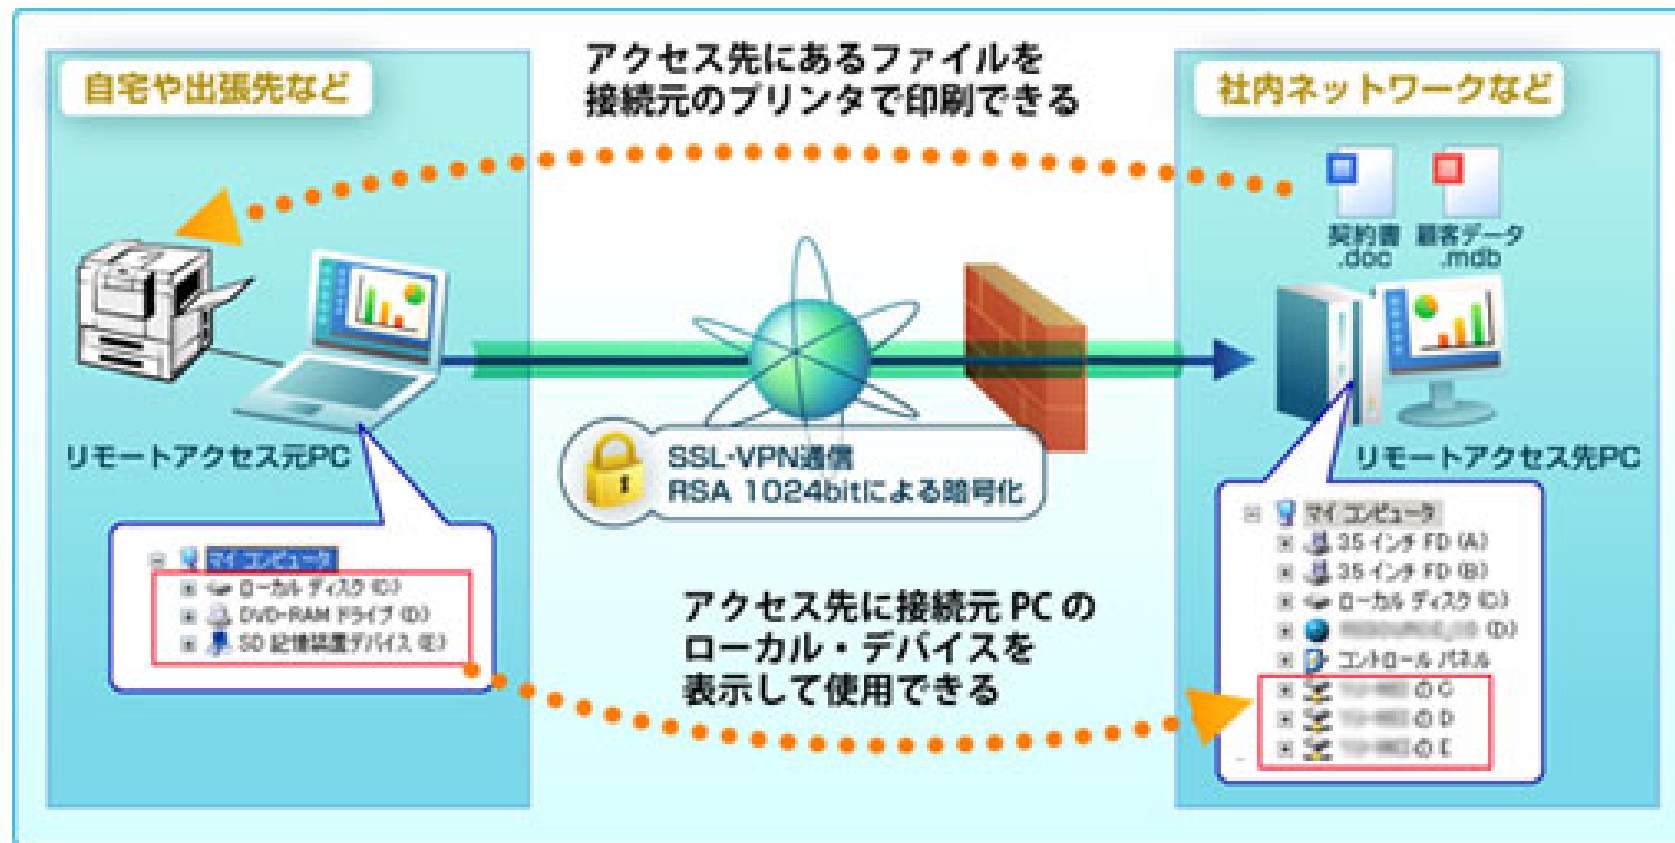 アクセス先にあるファイルを
接続元のプリンタで印刷できる
自宅や出張先など
社内ネットワークなど
契約書
.doc
顧客データ
.mdb
リモートアクセス元PC
リモートアクセス先PC
SSL-VPN通信
RSA 1024bitによる暗号化
マイ コンピュータ
ローカル ディスク (C)
DVD-RAM ドライブ (D)
SD 記憶装置デバイス (E)
アクセス先に接続元 PC の
ローカル・デバイスを
表示して使用できる
マイ コンピュータ
3.5 インチ FD (A)
3.5 インチ FD (B)
ローカル ディスク (C)
(D)
コントロール パネル
の C
の D
の E